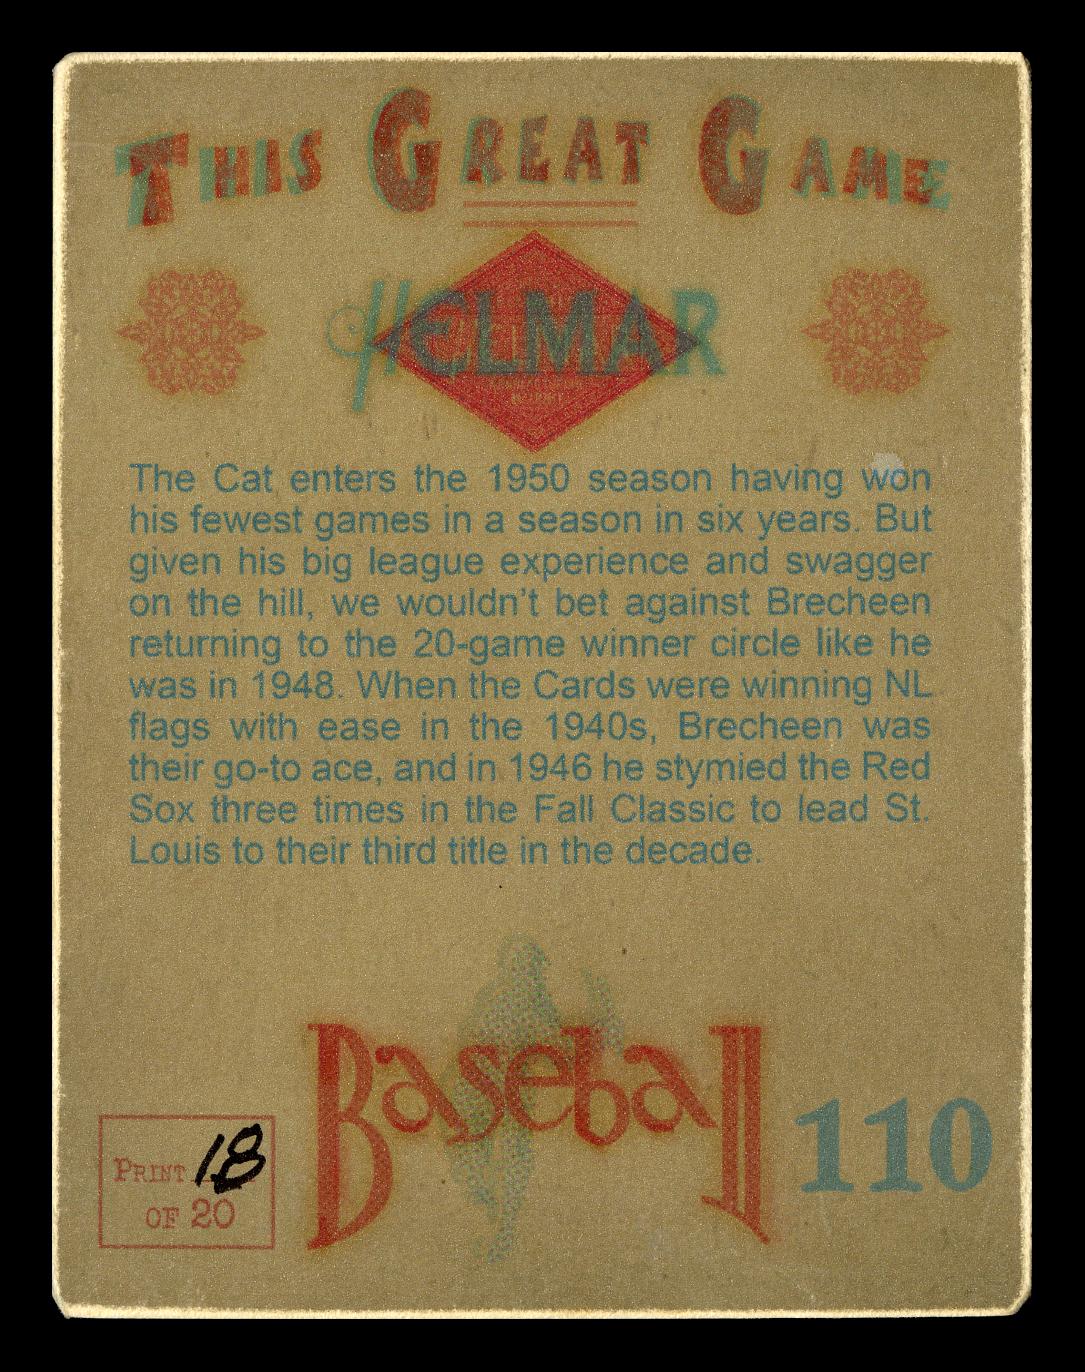 THIS GREAT GAME
HELMAR
The Cat enters the 1950 season having won
his fewest games in a season in six years. But
given his big league experience and swagger
on the hill, we wouldn't bet against Brecheen
returning to the 20-game winner circle like he
was in 1948. When the Cards were winning NL
flags with ease in the 1940s, Brecheen was
their go-to ace, and in 1946 he stymied the Red
Sox three times in the Fall Classic to lead St.
Louis to their third title in the decade.
Baseball
110
PRINT 18
OF 20